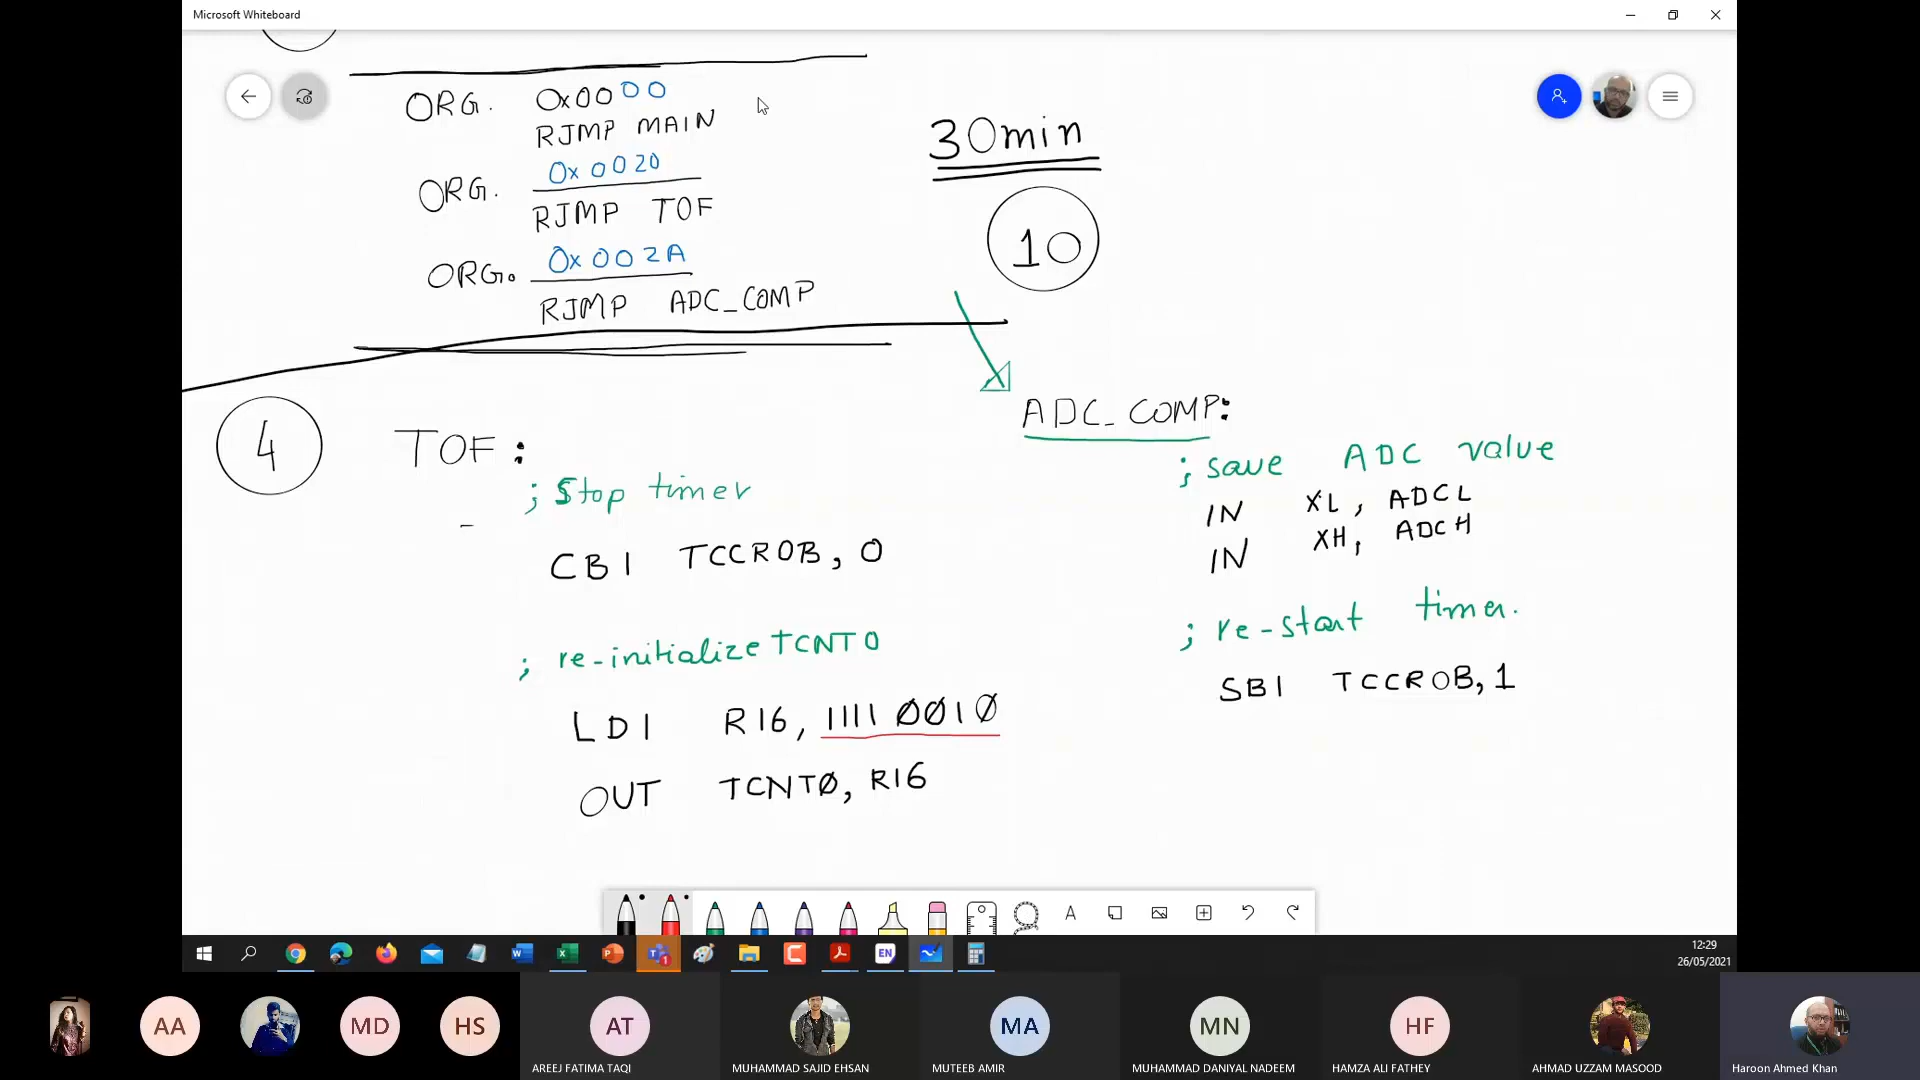 Microsoft Whiteboard
ORG. 0x0000
RJMP MAIN
ORG. 0x0020
RJMP TOF
ORG. 0x002A
RJMP ADC_COMP
30min
10
4
TOF:
; Stop timer
CBI TCCR0B, 0
; re-initialize TCNT0
LDI R16, 1111 0010
OUT TCNT0, R16
ADC_COMP:
; save ADC value
IN XL, ADCL
IN XH, ADCH
; re-start timer.
SBI TCCR0B, 1
A
EN
12:29
26/05/2021
AA
MD
HS
AT
MA
MN
HF
AREEJ FATIMA TAQI
MUHAMMAD SAJID EHSAN
MUTEEB AMIR
MUHAMMAD DANIYAL NADEEM
HAMZA ALI FATHEY
AHMAD UZZAM MASOOD
Haroon Ahmed Khan